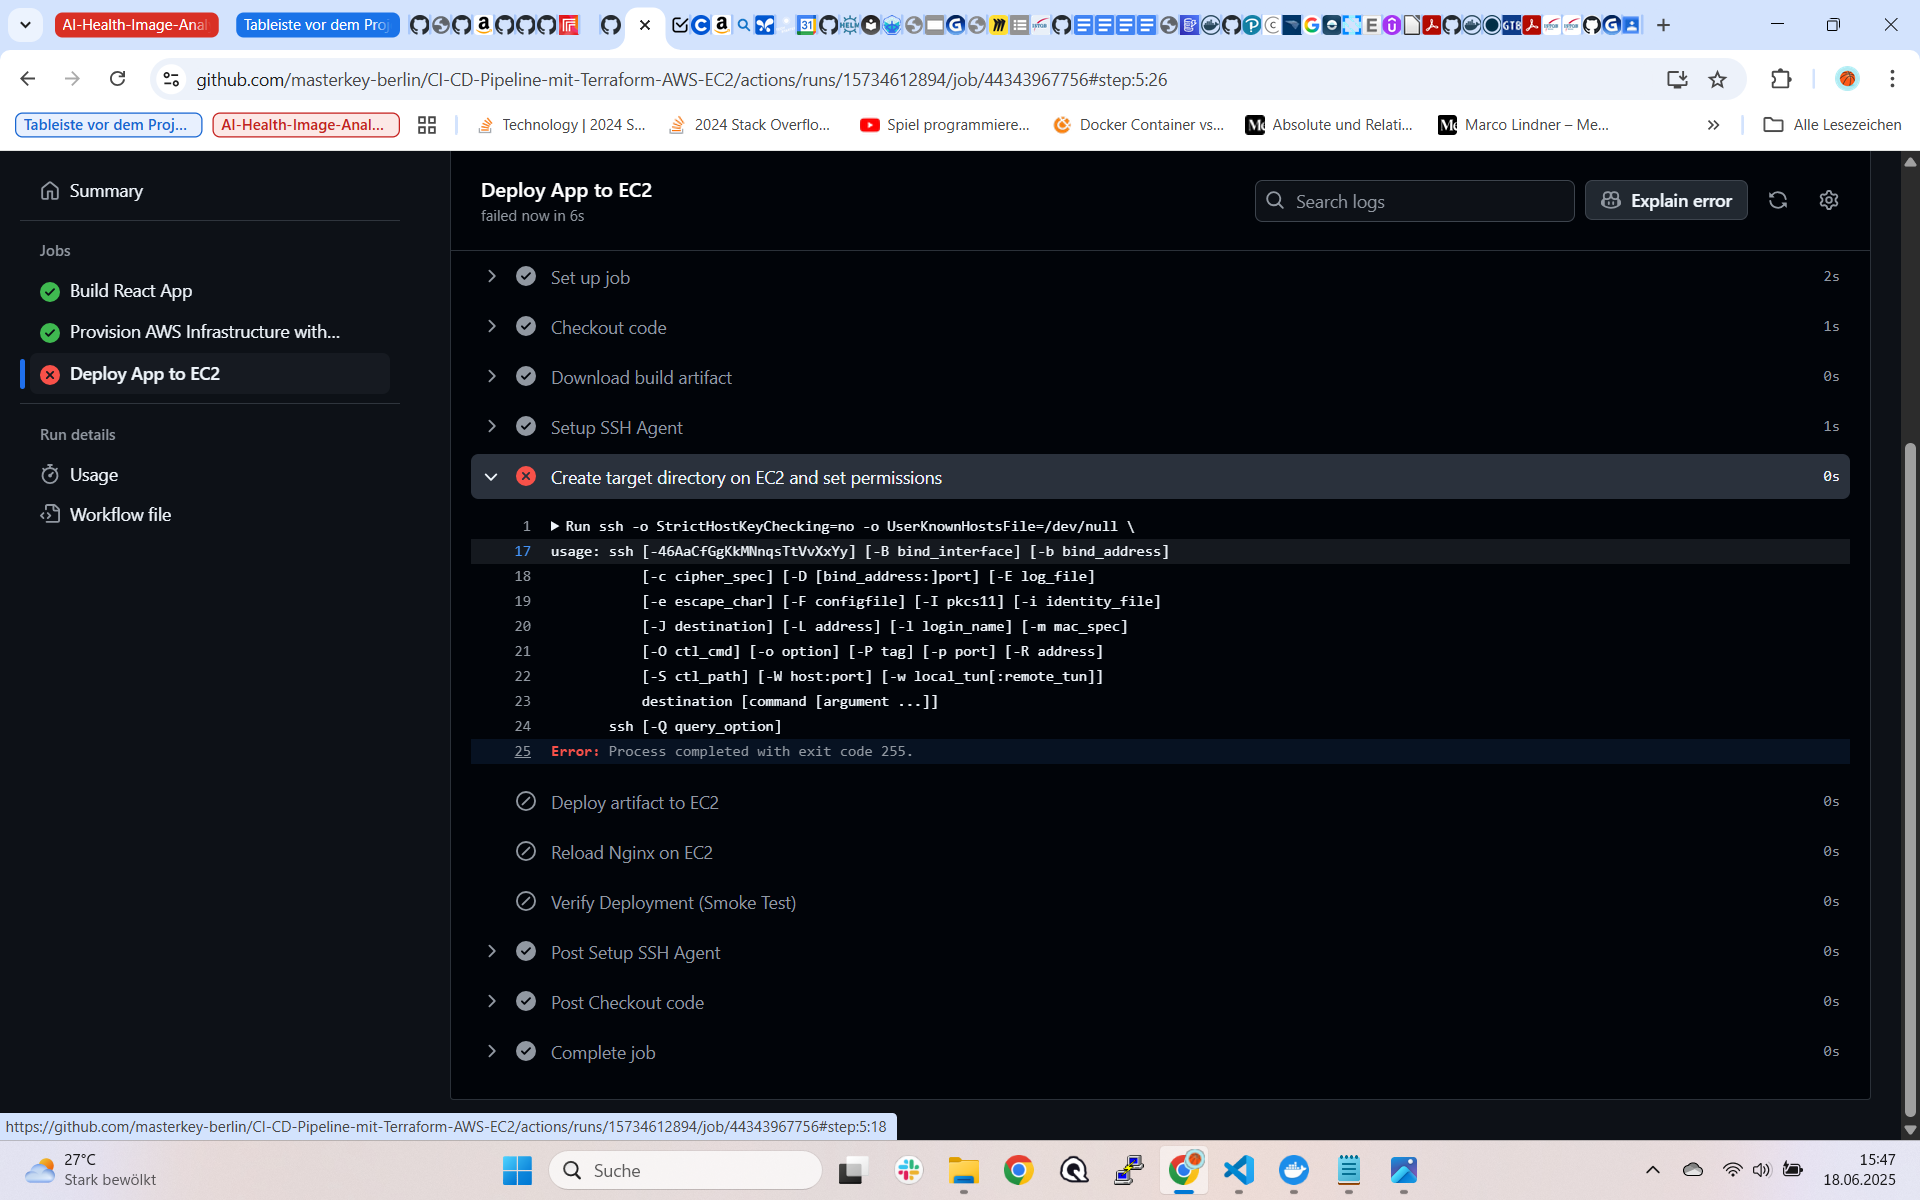 AI-Health-Image-Anal
Tableiste vor dem Proj
github.com/masterkey-berlin/CI-CD-Pipeline-mit-Terraform-AWS-EC2/actions/runs/15734612894/job/44343967756#step:5:26
Tableiste vor dem Proj...
AI-Health-Image-Anal...
Technology | 2024 S...
2024 Stack Overflo...
Spiel programmiere...
Docker Container vs...
Absolute und Relati...
Marco Lindner – Me...
»
Alle Lesezeichen
Summary
Jobs
Build React App
Provision AWS Infrastructure with...
Deploy App to EC2
Run details
Usage
Workflow file
Deploy App to EC2
failed now in 6s
Search logs
Explain error
Set up job 2s
Checkout code 1s
Download build artifact 0s
Setup SSH Agent 1s
Create target directory on EC2 and set permissions 0s
1 Run ssh -o StrictHostKeyChecking=no -o UserKnownHostsFile=/dev/null \
17 usage: ssh [-46AaCfGgKkMNnqsTtVvXxYy] [-B bind_interface] [-b bind_address]
18 [-c cipher_spec] [-D [bind_address:]port] [-E log_file]
19 [-e escape_char] [-F configfile] [-I pkcs11] [-i identity_file]
20 [-J destination] [-L address] [-l login_name] [-m mac_spec]
21 [-O ctl_cmd] [-o option] [-P tag] [-p port] [-R address]
22 [-S ctl_path] [-W host:port] [-w local_tun[:remote_tun]]
23 destination [command [argument ...]]
24 ssh [-Q query_option]
25 Error: Process completed with exit code 255.
Deploy artifact to EC2 0s
Reload Nginx on EC2 0s
Verify Deployment (Smoke Test) 0s
Post Setup SSH Agent 0s
Post Checkout code 0s
Complete job 0s
https://github.com/masterkey-berlin/CI-CD-Pipeline-mit-Terraform-AWS-EC2/actions/runs/15734612894/job/44343967756#step:5:18
27°C
Stark bewölkt
Suche
15:47
18.06.2025